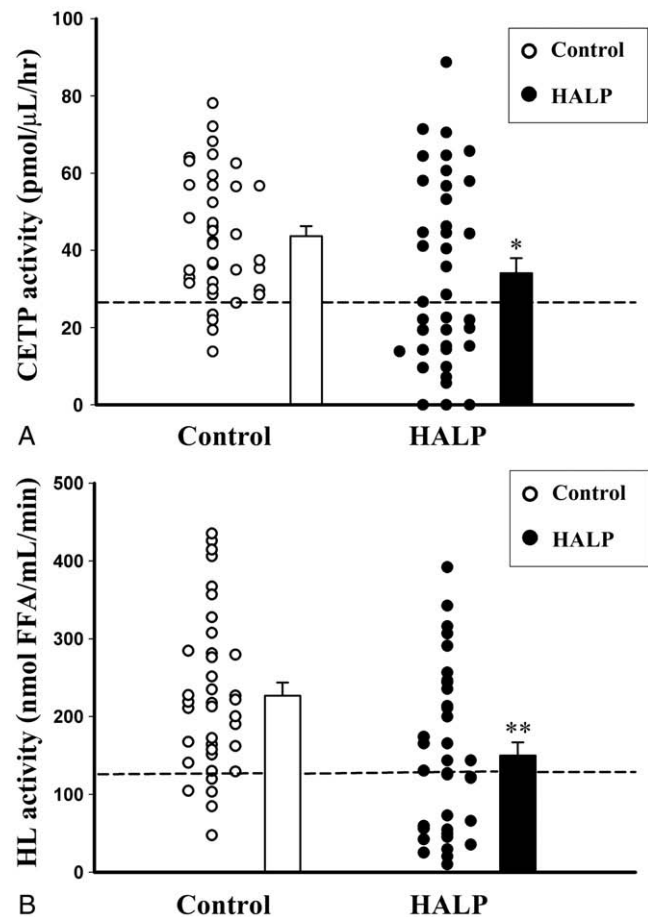 CETP activity (pmol/µL/hr)
100
80
60
40
20
0
Control
HALP
*
A
Control
HALP
HL activity (nmol FFA/mL/min)
500
400
300
200
100
0
Control
HALP
**
B
Control
HALP